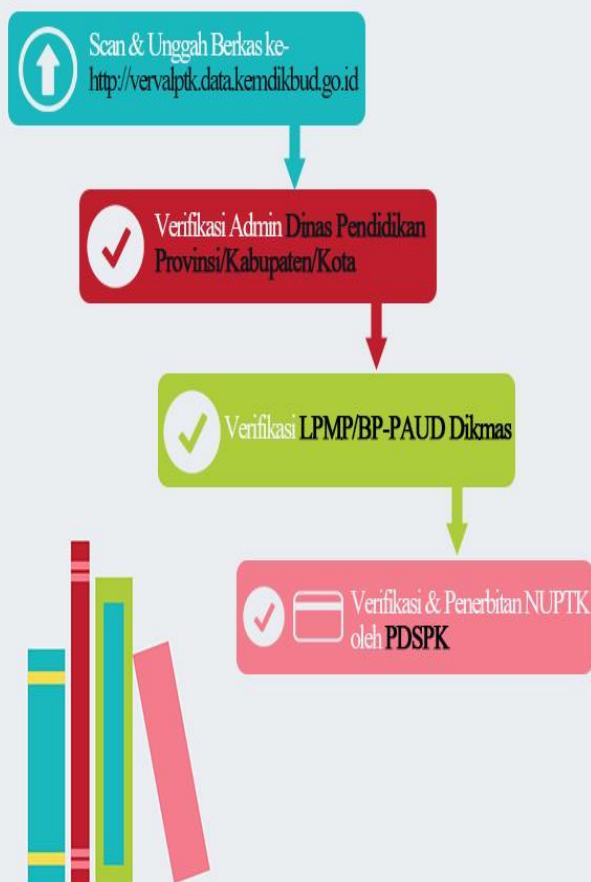 Scan & Unggah Berkas ke-
http://vervalptk.data.kemdikbud.go.id
Verifikasi Admin Dinas Pendidikan
Provinsi/Kabupaten/Kota
Verifikasi LPMP/BP-PAUD Dikmas
Verifikasi & Penerbitan NUPTK
oleh PDSPK